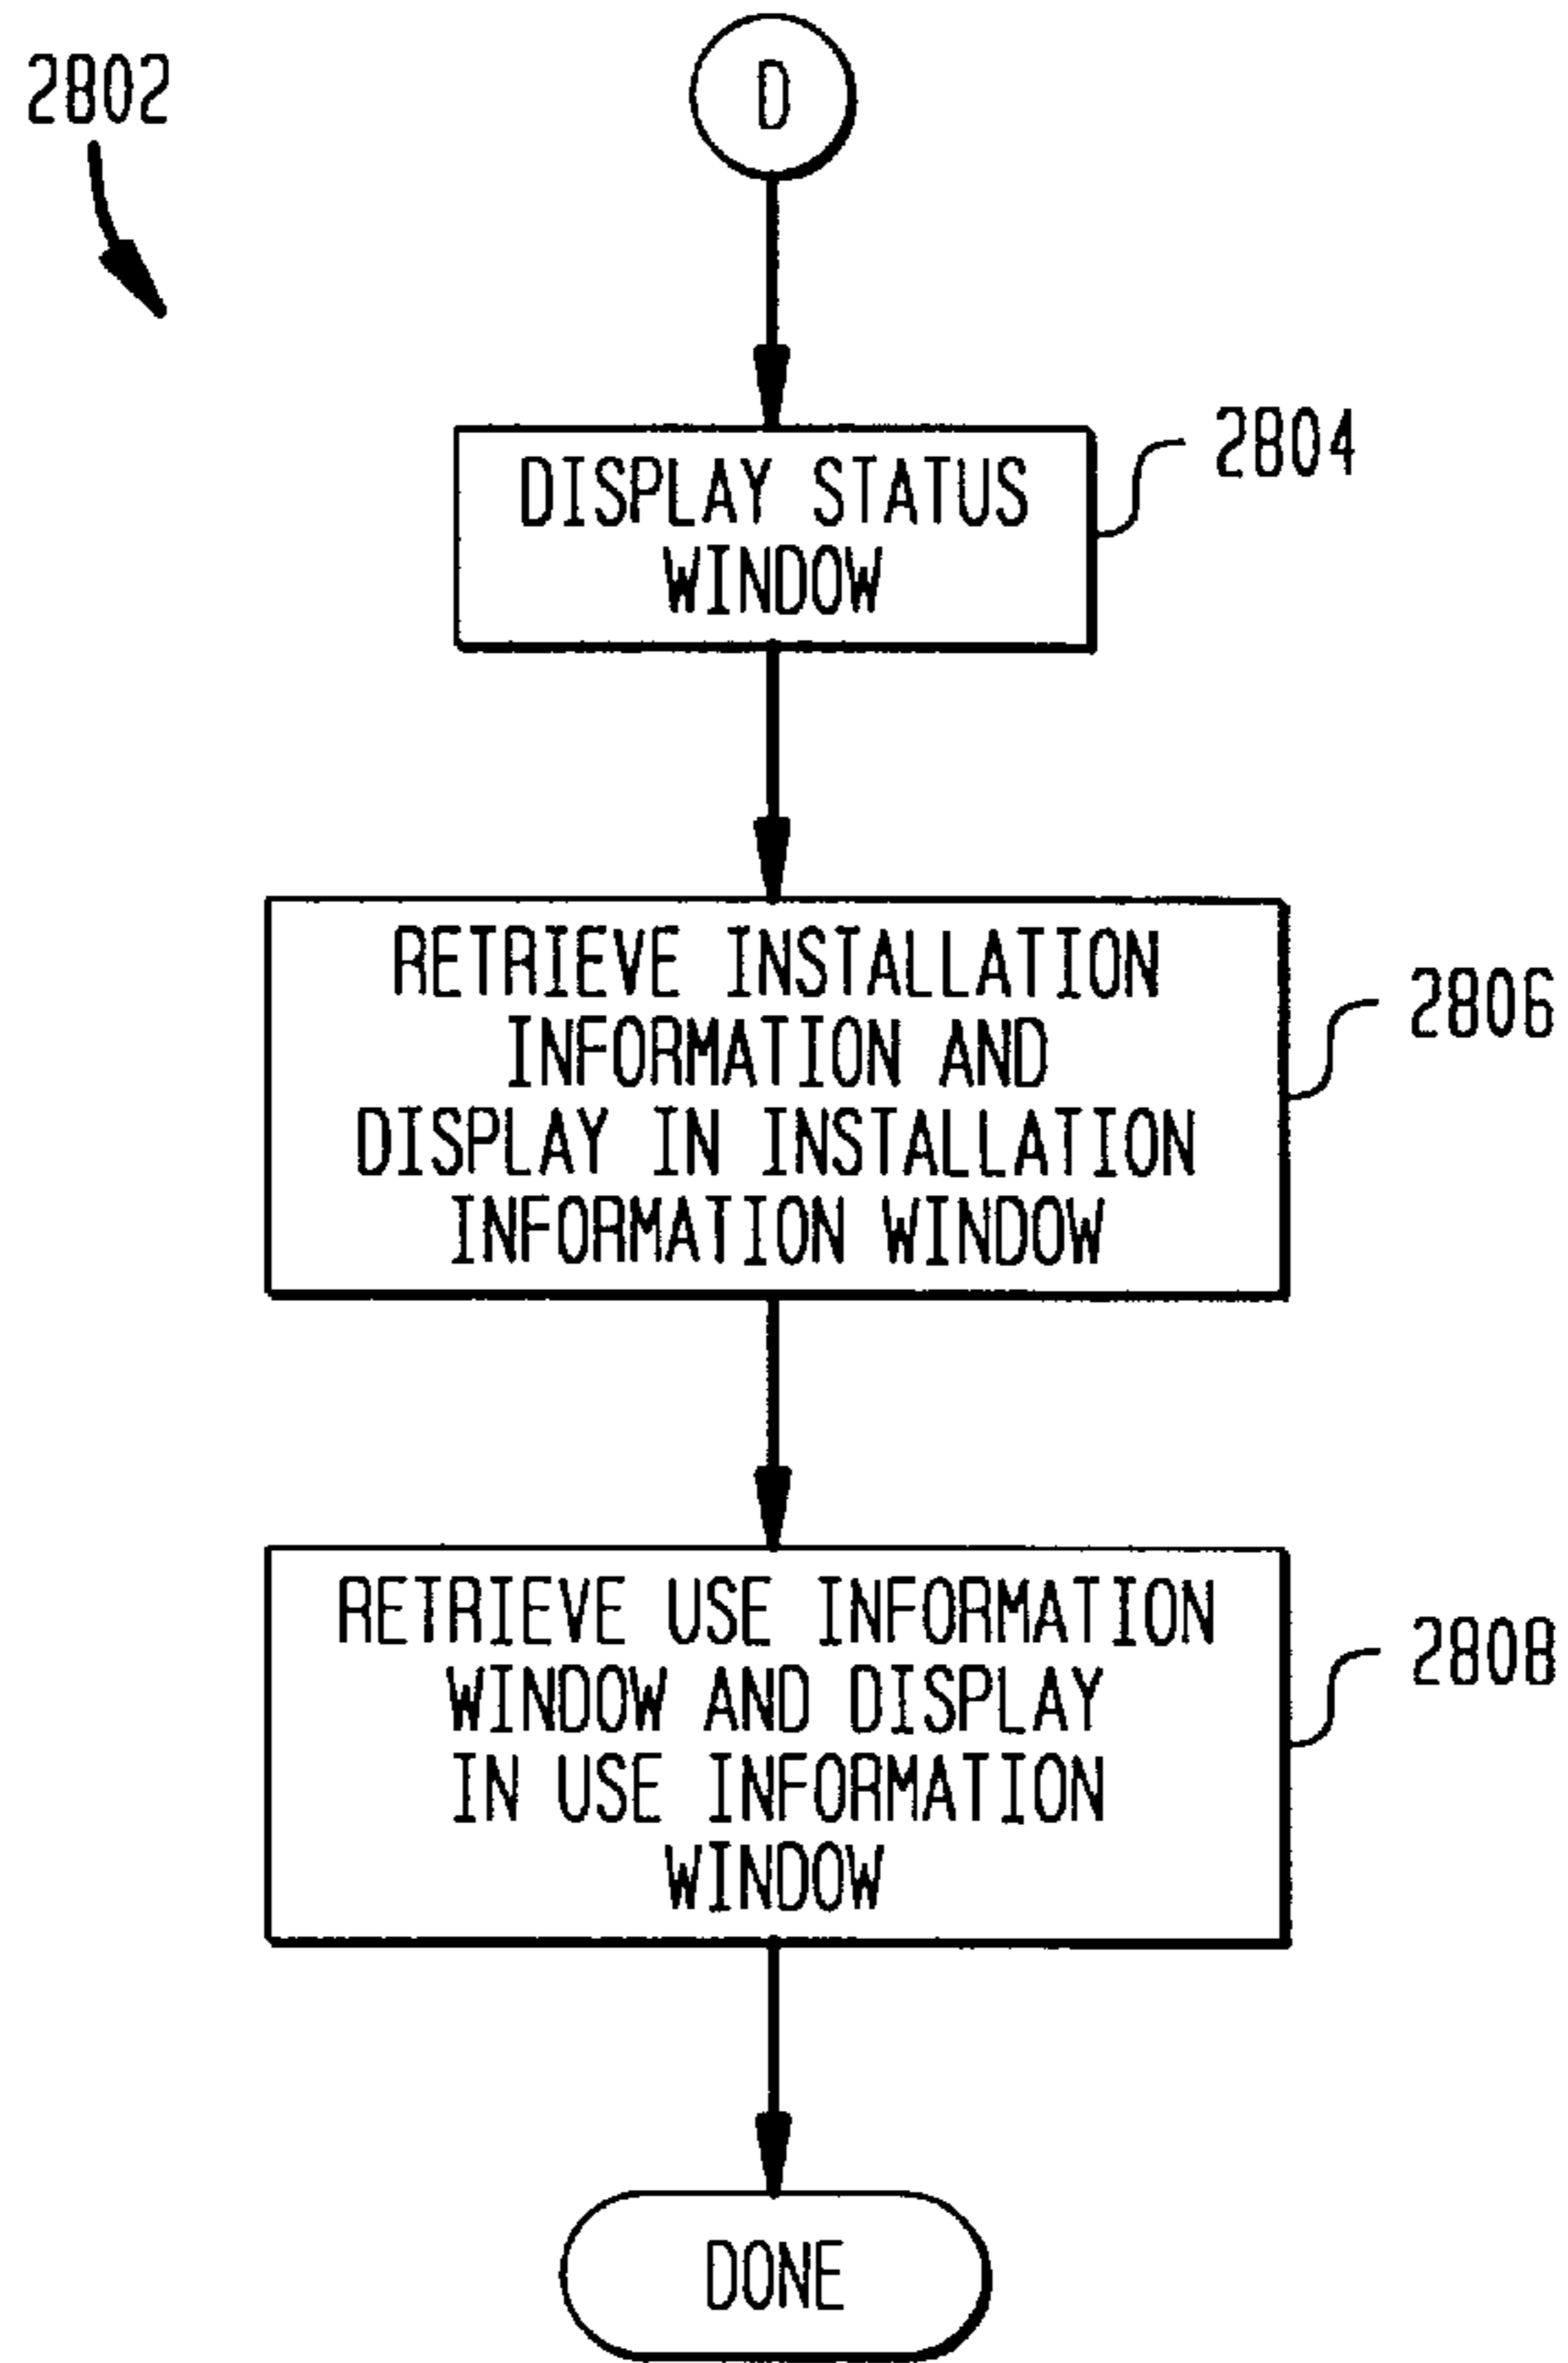 2802
D
DISPLAY STATUS
WINDOW
2804
RETRIEVE INSTALLATION
INFORMATION AND
DISPLAY IN INSTALLATION
INFORMATION WINDOW
2806
RETRIEVE USE INFORMATION
WINDOW AND DISPLAY
IN USE INFORMATION
WINDOW
2808
DONE